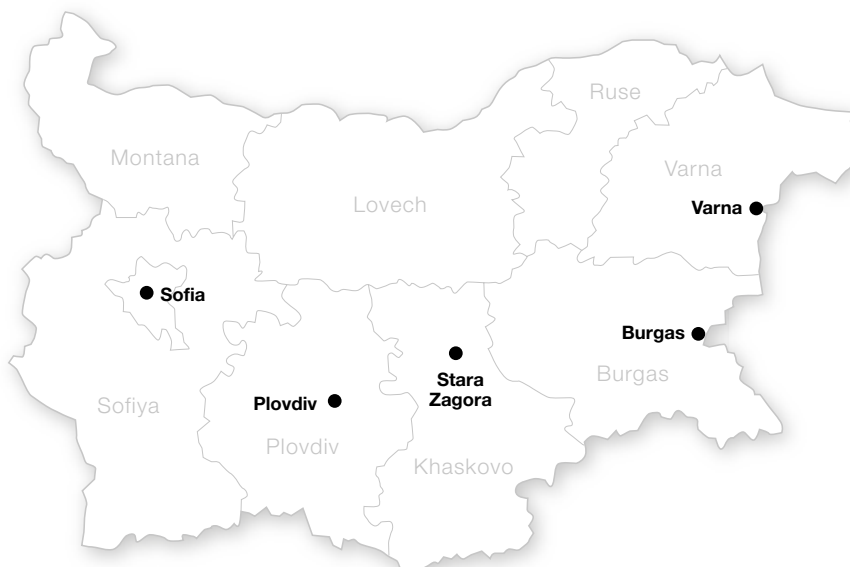 Ruse
Montana
Varna
Lovech
Varna
Sofia
Burgas
Burgas
Stara
Zagora
Plovdiv
Sofiya
Plovdiv
Khaskovo